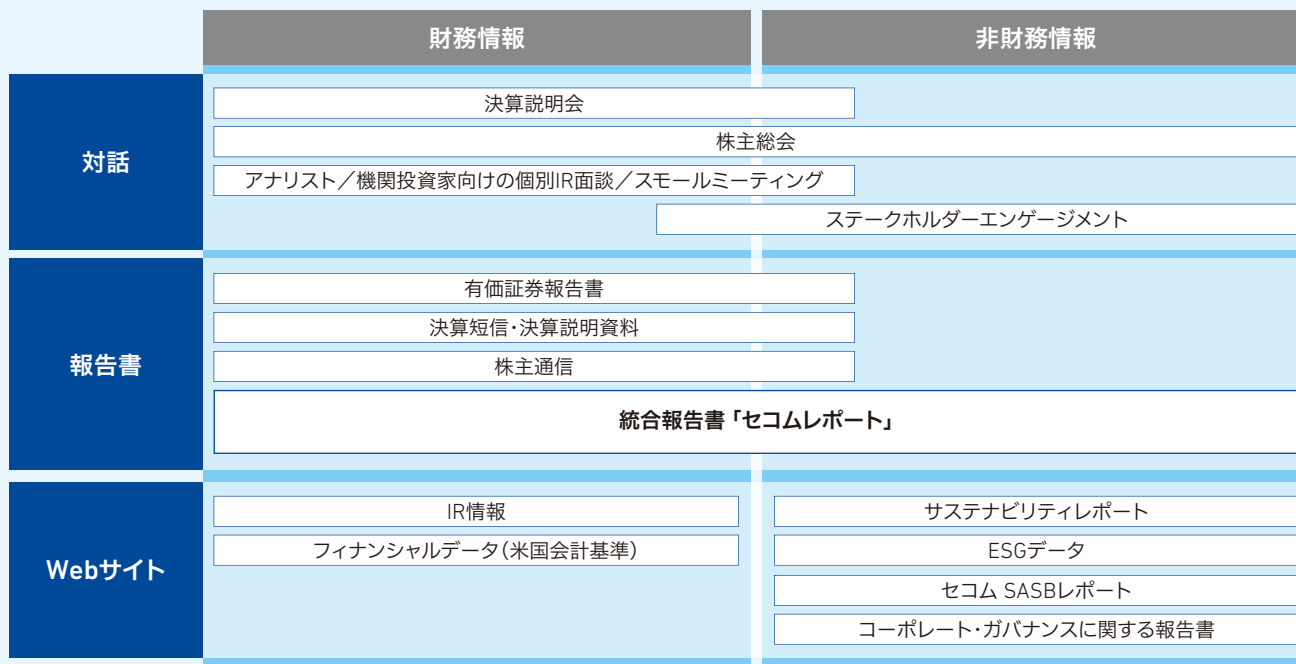 財務情報
非財務情報
対話
決算説明会
株主総会
アナリスト／機関投資家向けの個別IR面談／スモールミーティング
ステークホルダーエンゲージメント
報告書
有価証券報告書
決算短信・決算説明資料
株主通信
統合報告書「セコムレポート」
Webサイト
IR情報
フィナンシャルデータ（米国会計基準）
サステナビリティレポート
ESGデータ
セコム SASBレポート
コーポレート・ガバナンスに関する報告書